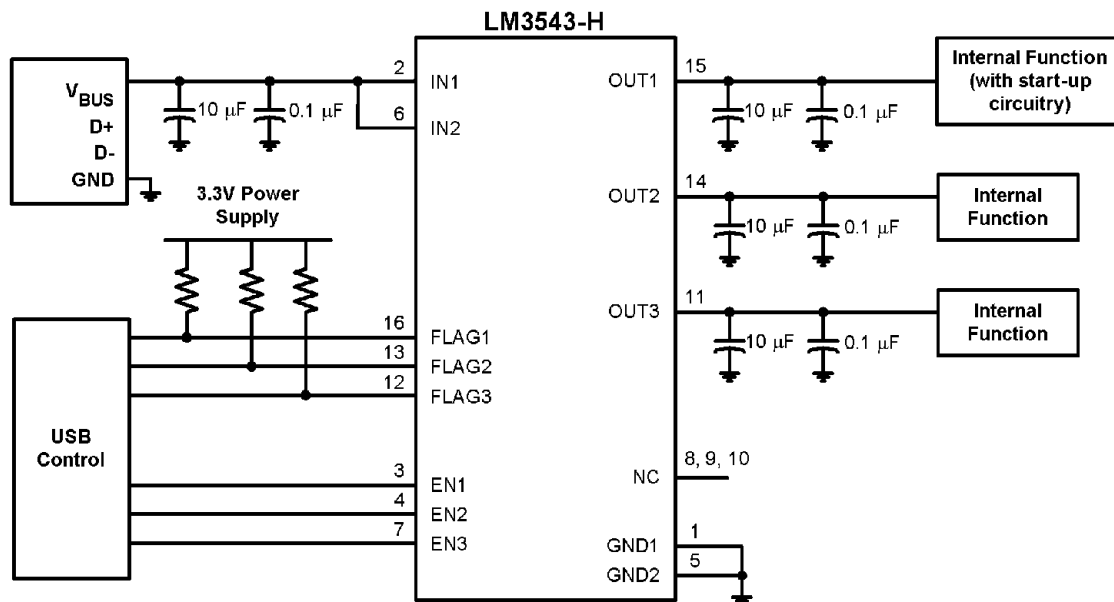 LM3543-H
V BUS
D+
D-
GND
10 µF
0.1 µF
2
IN1
6
IN2
3.3V Power
Supply
16
FLAG1
13
FLAG2
12
FLAG3
USB
Control
3
EN1
4
EN2
7
EN3
OUT1
15
10 µF
0.1 µF
Internal Function
(with start-up
circuitry)
OUT2
14
10 µF
0.1 µF
Internal
Function
OUT3
11
10 µF
0.1 µF
Internal
Function
NC
8, 9, 10
GND1
1
GND2
5